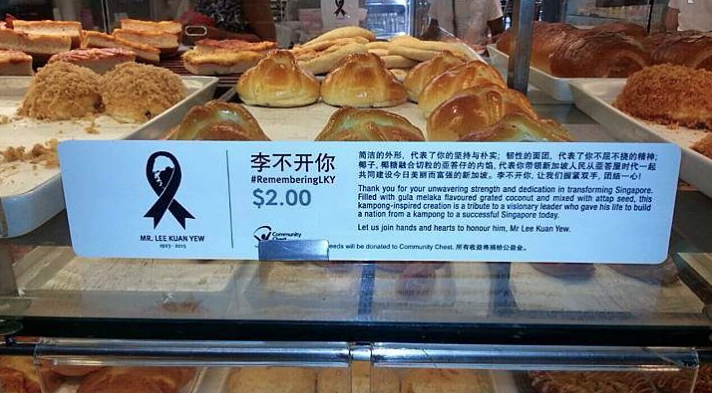 MR. LEE KUAN YEW
1923 - 2015
李不开你
#RememberingLKY
$2.00
Community
Chest
简洁的外形，代表了你的坚持与朴实；韧性的面团，代表了你不屈不挠的精神；
椰子，椰糖融合切粒的亚答仔的内馅，代表你带领新加坡人民从亚答屋时代一起
共同建设今日美丽而富强的新加坡。李不开你，让我们握紧双手，团结一心！
Thank you for your unwavering strength and dedication in transforming Singapore.
Filled with gula melaka flavoured grated coconut and mixed with attap seed, this
kampong-inspired creation is a tribute to a visionary leader who gave his life to build
a nation from a kampong to a successful Singapore today.
Let us join hands and hearts to honour him, Mr Lee Kuan Yew.
eeds will be donated to Community Chest. 所有收益将捐给公益金。